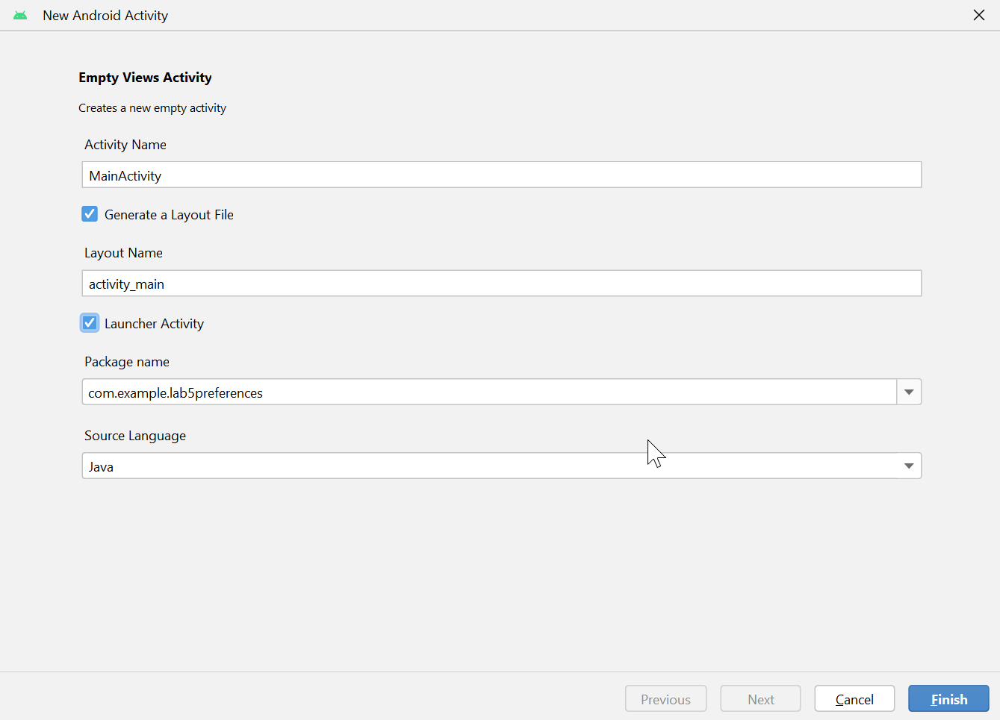 New Android Activity
Empty Views Activity
Creates a new empty activity
Activity Name
MainActivity
Generate a Layout File
Layout Name
activity_main
Launcher Activity
Package name
com.example.lab5preferences
Source Language
Java
Previous Next Cancel Finish